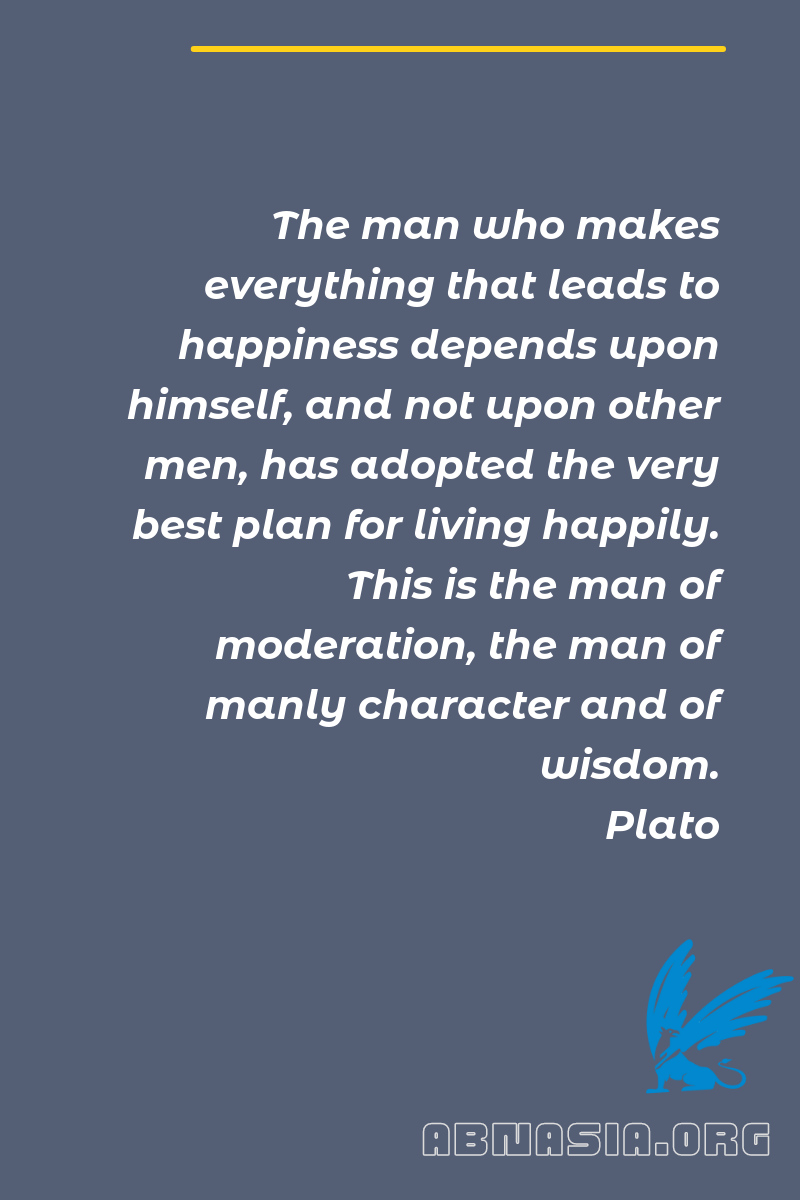 The man who makes
everything that leads to
happiness depends upon
himself, and not upon other
men, has adopted the very
best plan for living happily.
This is the man of
moderation, the man of
manly character and of
wisdom.
Plato
ABNASIA.ORG